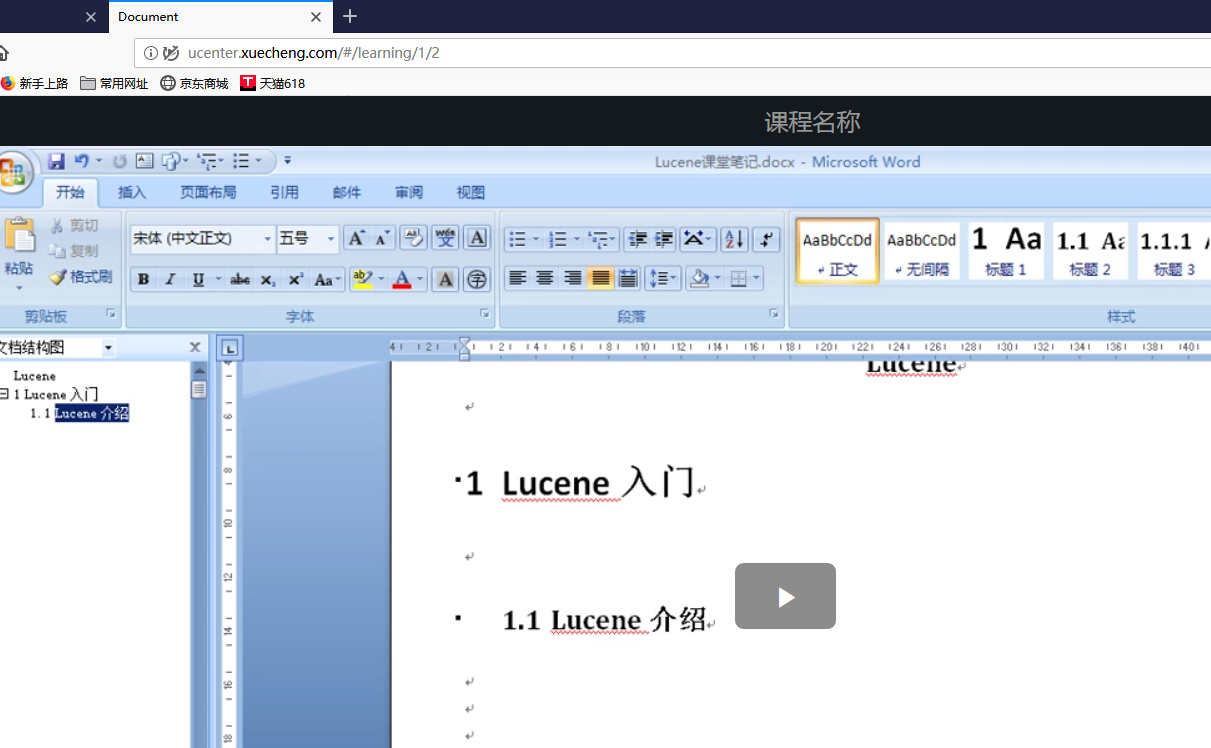 Document
ucenter.xuecheng.com/#/learning/1/2
新手上路 常用网址 京东商城 天猫618
课程名称
Lucene课堂笔记.docx - Microsoft Word
开始 插入 页面布局 引用 邮件 审阅 视图
剪切
复制
粘贴 格式刷
宋体 (中文正文) 五号
AaBbCcDd AaBbCcDd 1 Aa 1.1 Aa 1.1.1
正文 无间隔 标题 1 标题 2 标题 3
剪贴板 字体 段落 样式
文档结构图
Lucene
1 Lucene 入门
1.1 Lucene 介绍
Lucene
1 Lucene 入门
1.1 Lucene 介绍